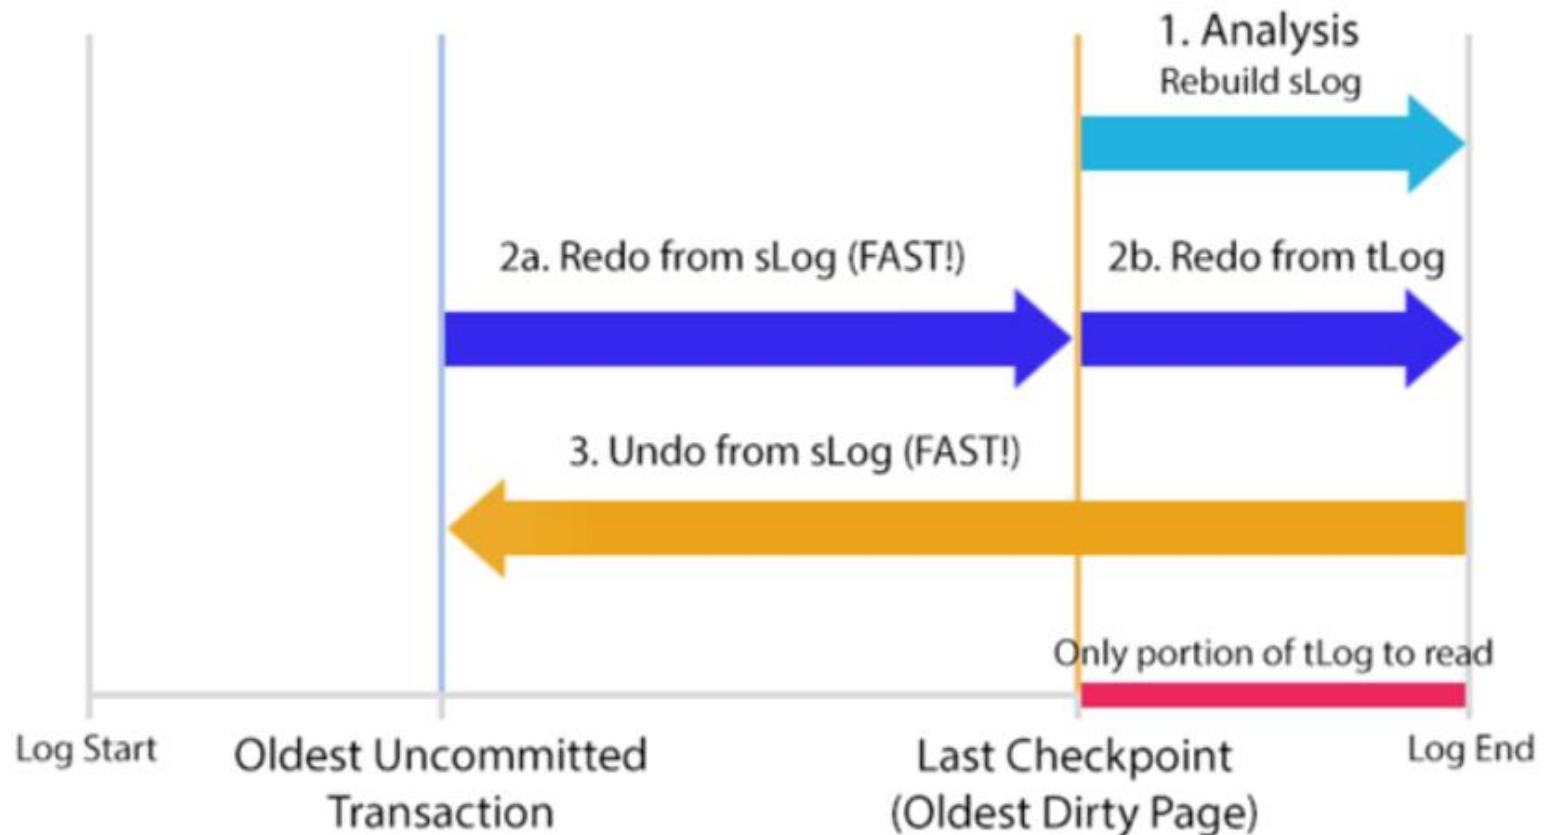 1. Analysis
Rebuild sLog
2a. Redo from sLog (FAST!)
2b. Redo from tLog
3. Undo from sLog (FAST!)
Only portion of tLog to read
Log Start
Oldest Uncommitted
Transaction
Last Checkpoint
(Oldest Dirty Page)
Log End